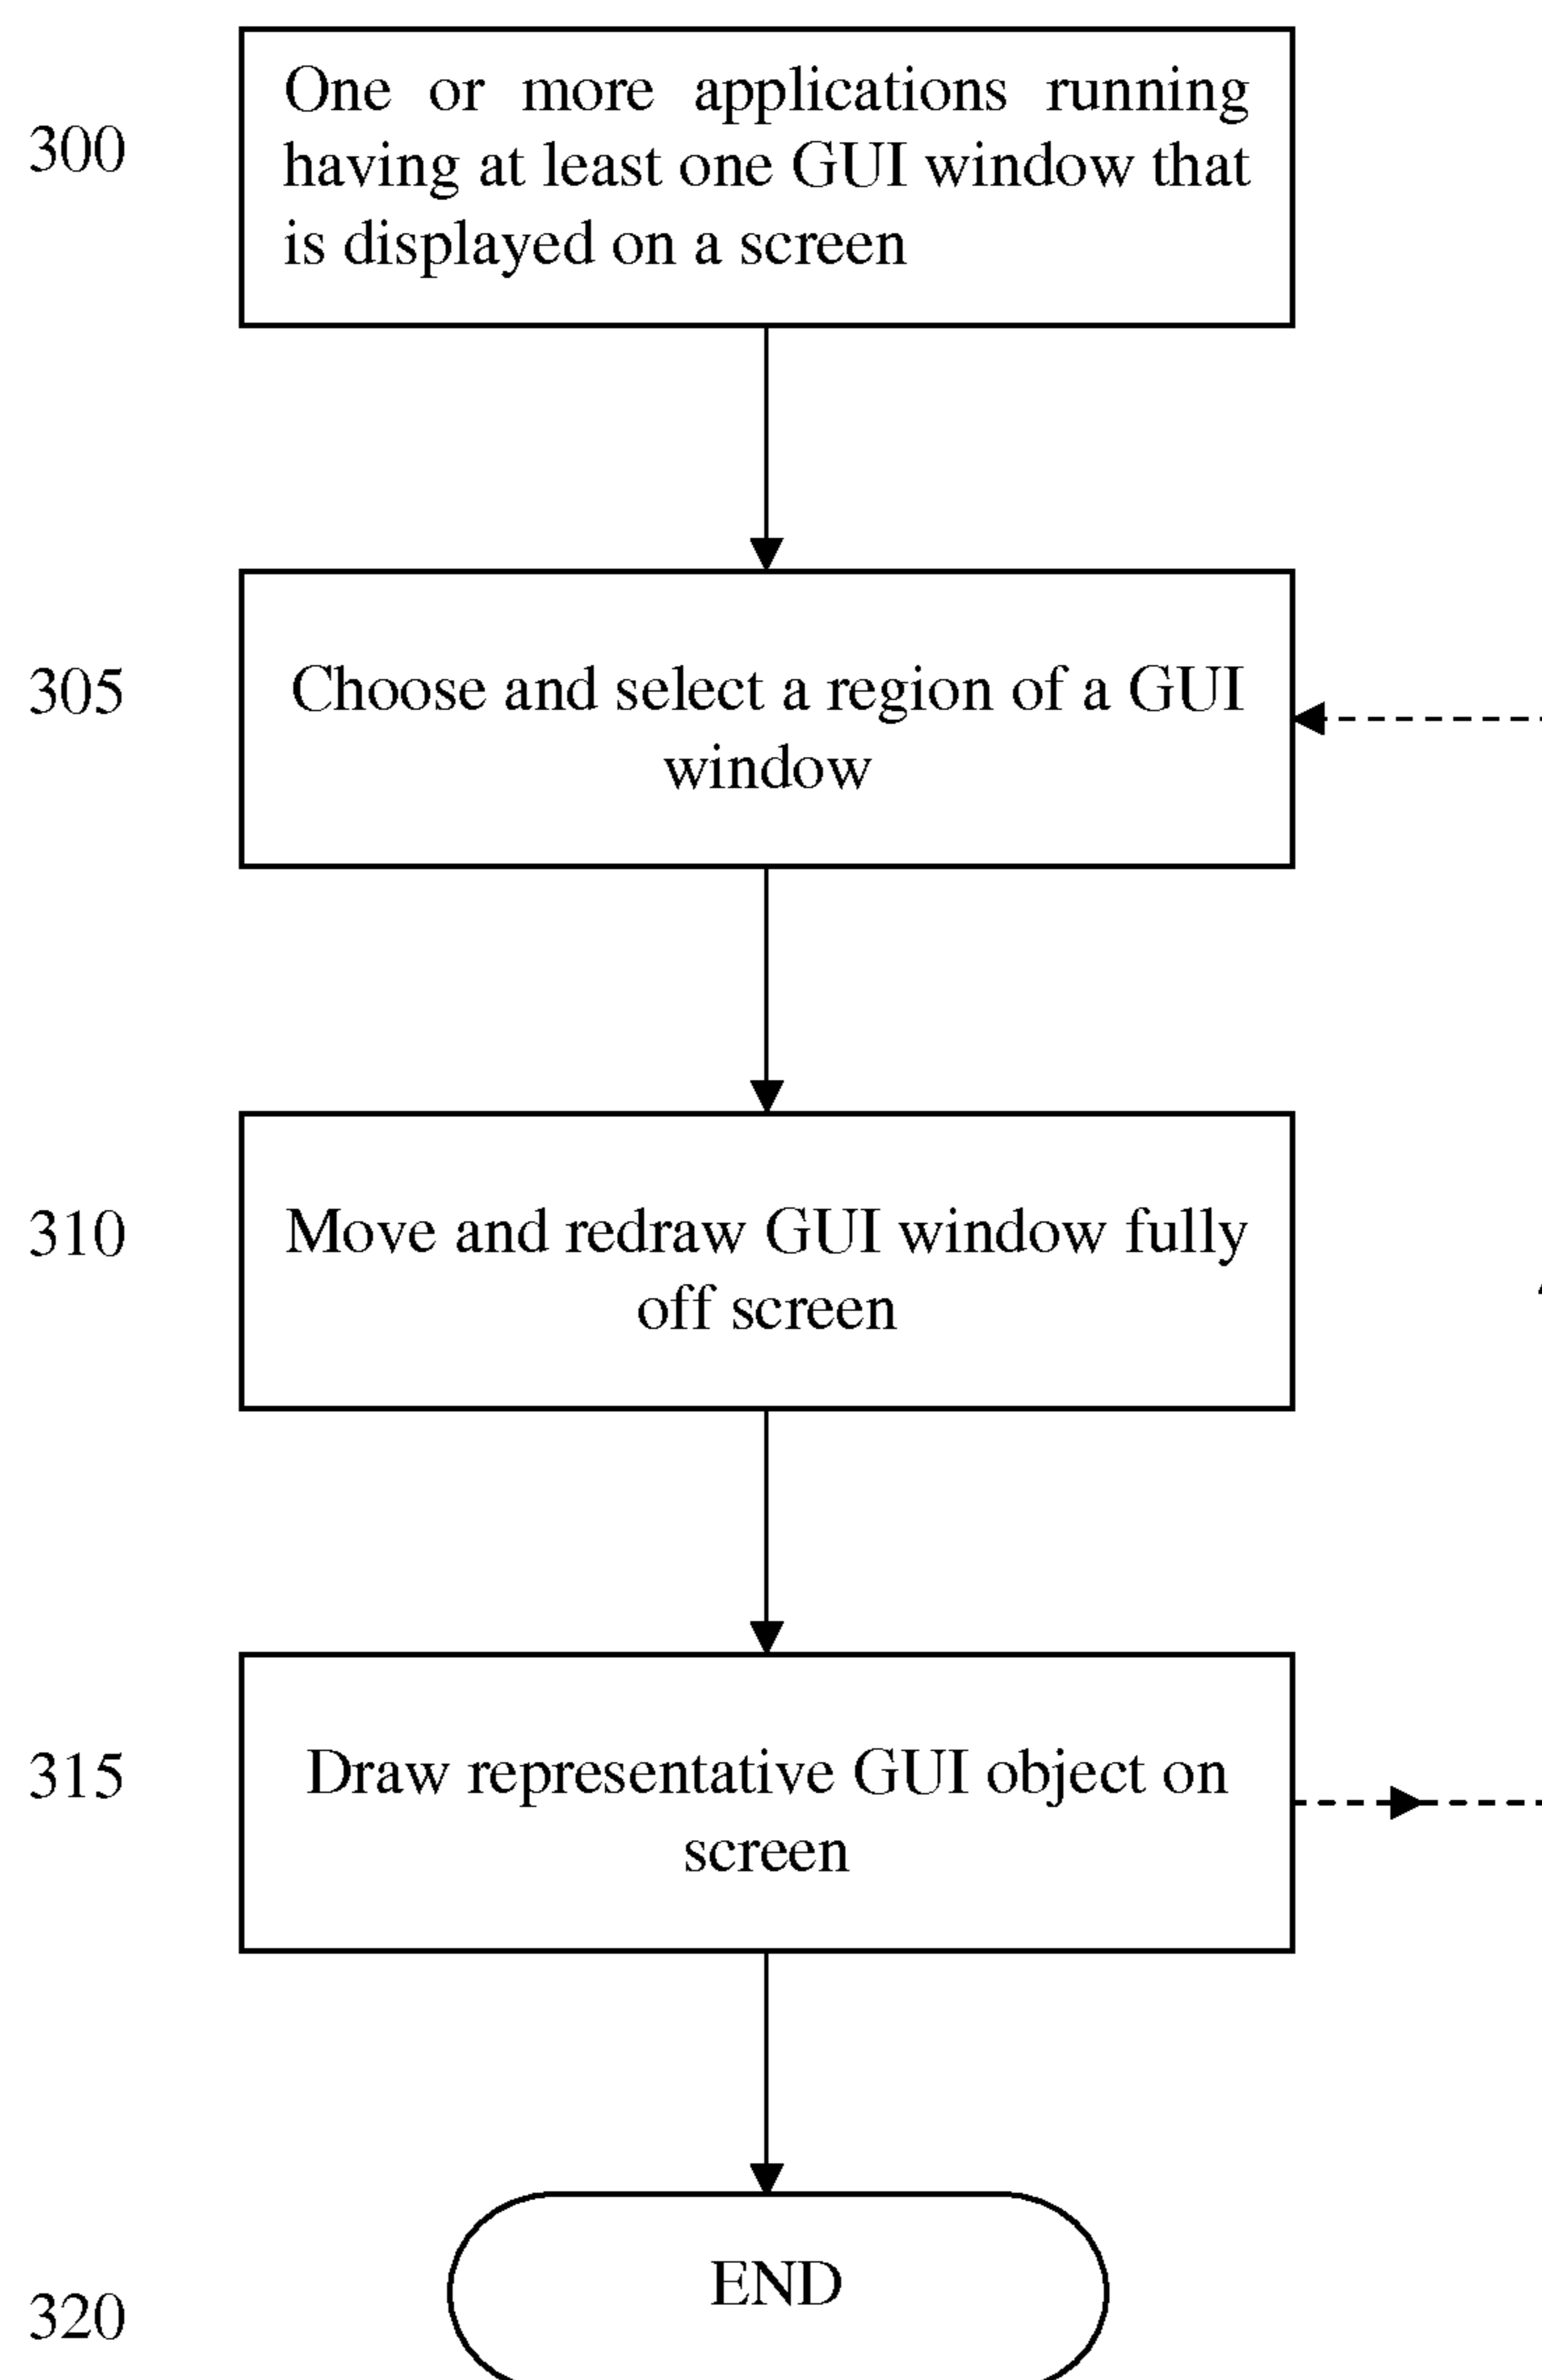 300
One or more applications running
having at least one GUI window that
is displayed on a screen
305
Choose and select a region of a GUI
window
310
Move and redraw GUI window fully
off screen
315
Draw representative GUI object on
screen
320
END